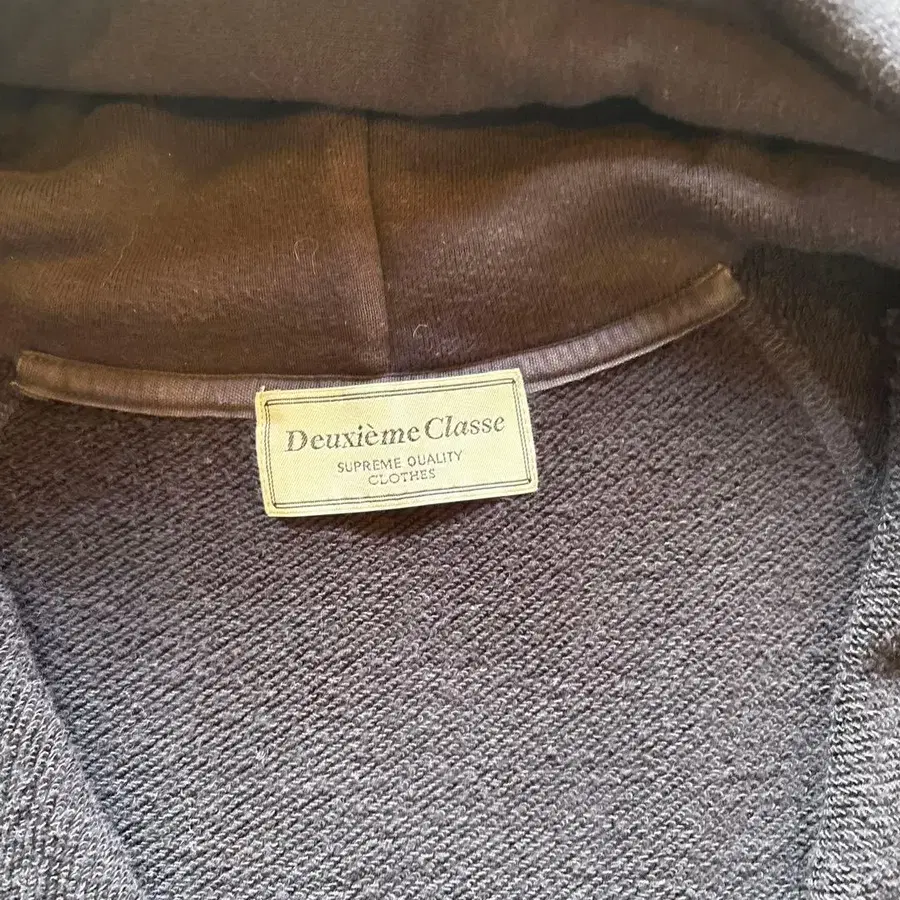 Deuxième Classe
SUPREME QUALITY
CLOTHES